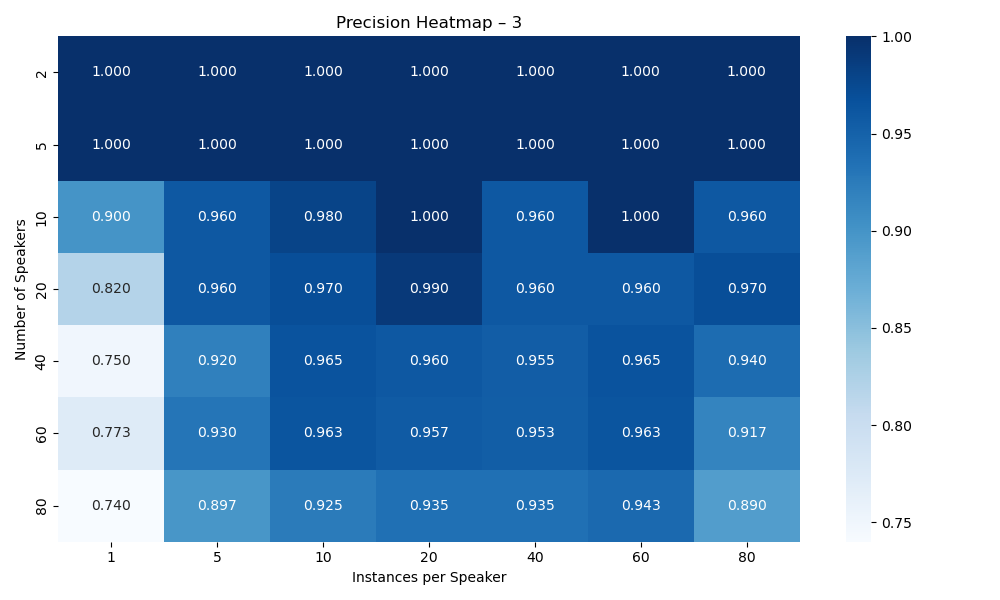 Precision Heatmap – 3
Number of Speakers
2 1.000 1.000 1.000 1.000 1.000 1.000 1.000
5 1.000 1.000 1.000 1.000 1.000 1.000 1.000
10 0.900 0.960 0.980 1.000 0.960 1.000 0.960
20 0.820 0.960 0.970 0.990 0.960 0.960 0.970
40 0.750 0.920 0.965 0.960 0.955 0.965 0.940
60 0.773 0.930 0.963 0.957 0.953 0.963 0.917
80 0.740 0.897 0.925 0.935 0.935 0.943 0.890
1 5 10 20 40 60 80
Instances per Speaker
1.00
0.95
0.90
0.85
0.80
0.75